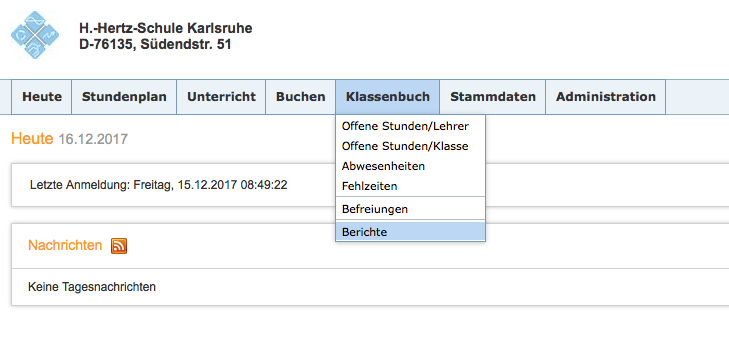 H.-Hertz-Schule Karlsruhe
D-76135, Südendstr. 51
Heute Stundenplan Unterricht Buchen Klassenbuch Stammdaten Administration
Offene Stunden/Lehrer
Offene Stunden/Klasse
Abwesenheiten
Fehlzeiten
Befreiungen
Berichte
Heute 16.12.2017
Letzte Anmeldung: Freitag, 15.12.2017 08:49:22
Nachrichten
Keine Tagesnachrichten